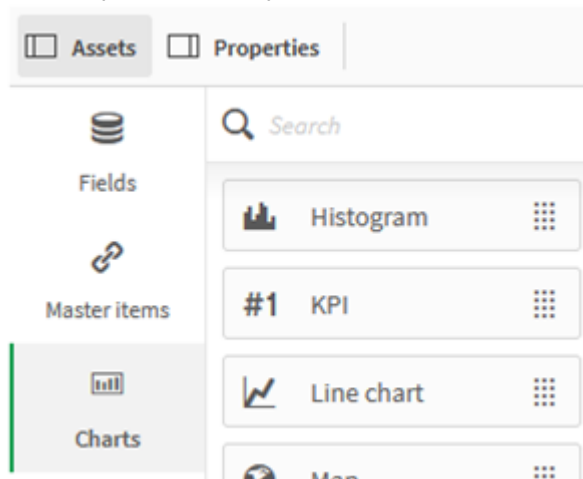 Assets Properties
Search
Fields
Histogram
Master items
#1 KPI
Line chart
Charts